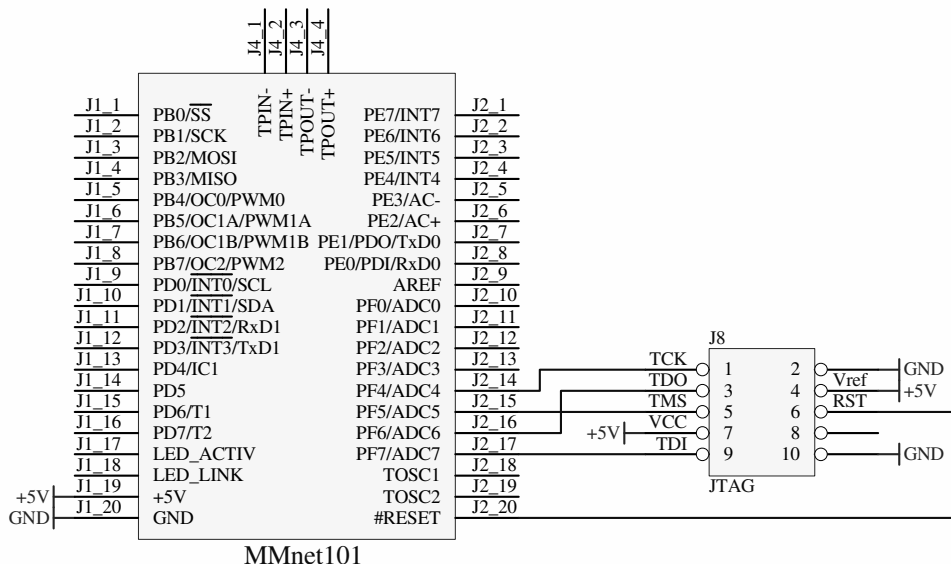 J4_1 J4_2 J4_3 J4_4
TPIN- TPIN+ TPOUT- TPOUT+
J1_1 PB0/SS PE7/INT7 J2_1
J1_2 PB1/SCK PE6/INT6 J2_2
J1_3 PB2/MOSI PE5/INT5 J2_3
J1_4 PB3/MISO PE4/INT4 J2_4
J1_5 PB4/OC0/PWM0 PE3/AC- J2_5
J1_6 PB5/OC1A/PWM1A PE2/AC+ J2_6
J1_7 PB6/OC1B/PWM1B PE1/PDO/TxD0 J2_7
J1_8 PB7/OC2/PWM2 PE0/PDI/RxD0 J2_8
J1_9 PD0/INT0/SCL AREF J2_9
J1_10 PD1/INT1/SDA PF0/ADC0 J2_10
J1_11 PD2/INT2/RxD1 PF1/ADC1 J2_11
J1_12 PD3/INT3/TxD1 PF2/ADC2 J2_12
J8
J1_13 PD4/IC1 PF3/ADC3 J2_13 TCK 1 2 GND
J1_14 PD5 PF4/ADC4 J2_14 TDO 3 4 Vref +5V
J1_15 PD6/T1 PF5/ADC5 J2_15 TMS 5 6 RST
J1_16 PD7/T2 PF6/ADC6 J2_16 +5V VCC 7 8
J1_17 LED_ACTIV PF7/ADC7 J2_17 TDI 9 10 GND
J1_18 LED_LINK TOSC1 J2_18
JTAG
+5V J1_19 +5V TOSC2 J2_19
GND J1_20 GND #RESET J2_20
MMnet101